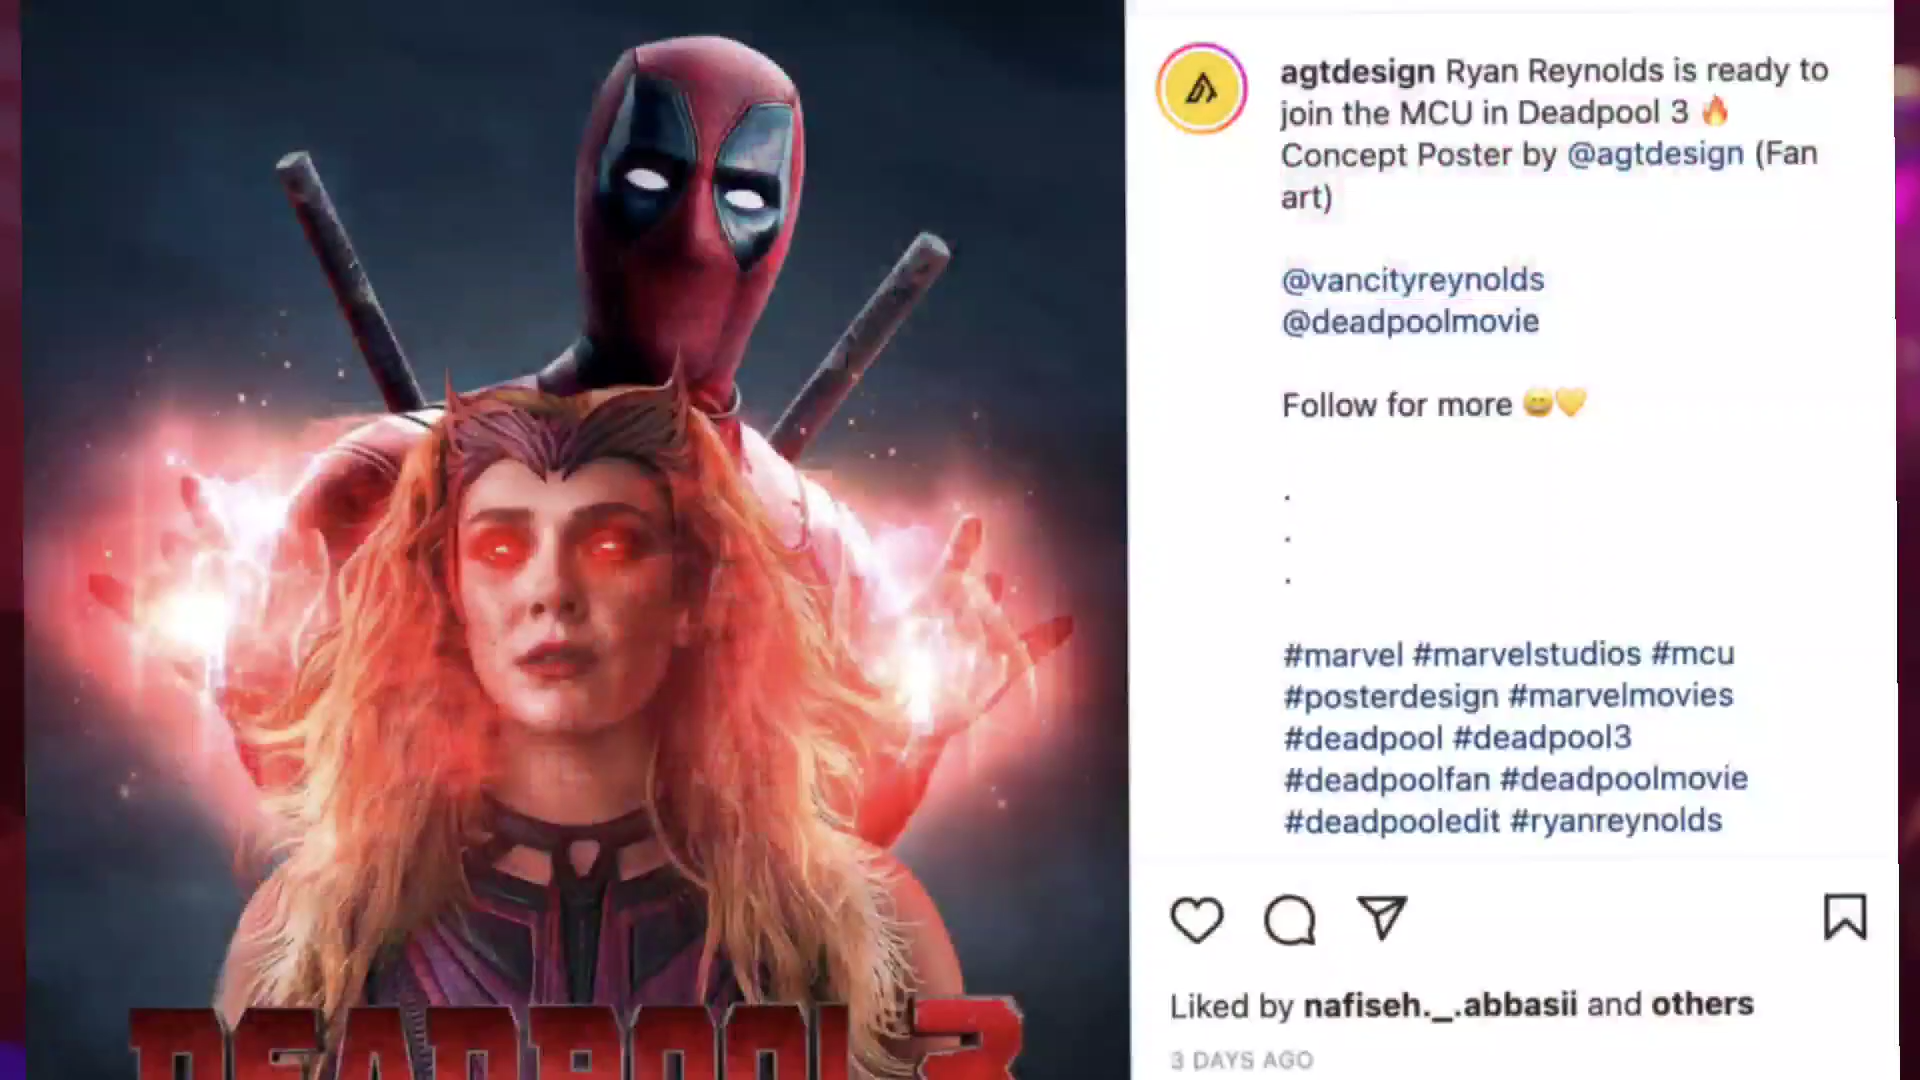 agtdesign Ryan Reynolds is ready to
join the MCU in Deadpool 3 🔥
Concept Poster by @agtdesign (Fan
art)
@vancityreynolds
@deadpoolmovie
Follow for more 😄💛
.
.
.
#marvel #marvelstudios #mcu
#posterdesign #marvelmovies
#deadpool #deadpool3
#deadpoolfan #deadpoolmovie
#deadpooledit #ryanreynolds
Liked by nafiseh._.abbasii and others
3 DAYS AGO
DEADPOOL 3